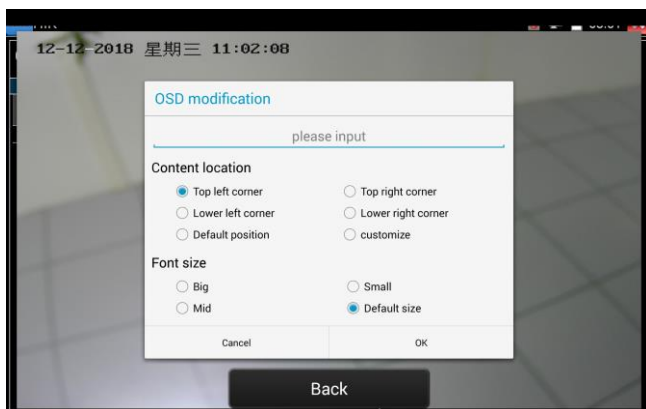 12-12-2018 星期三 11:02:08
OSD modification
please input
Content location
Top left corner Top right corner
Lower left corner Lower right corner
Default position customize
Font size
Big Small
Mid Default size
Cancel OK
Back